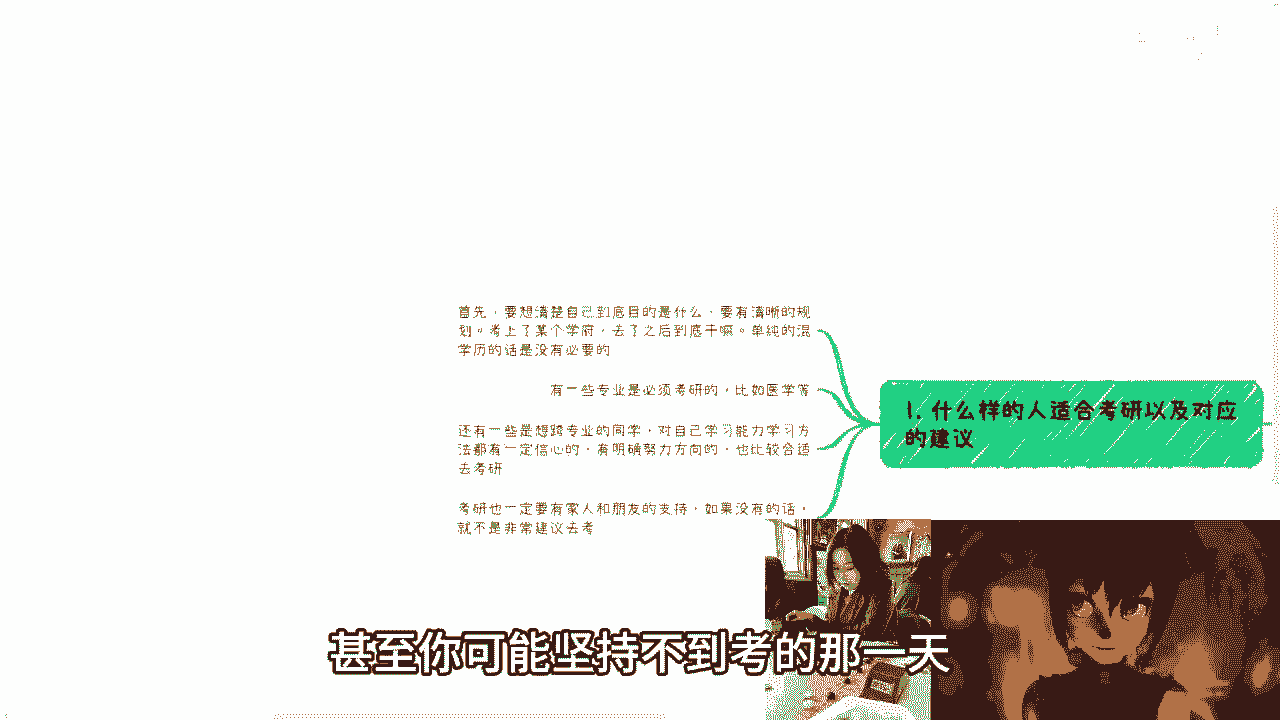 首先，要想清楚自己到底目的是什么，要有清晰的规
划。考上了某个学府，去了之后到底干嘛。单纯的混
学历的话是没有必要的
有一些专业是必须考研的，比如医学等
还有一些是想跨专业的同学，对自己学习能力学习方
法都有一定信心的，有明确努力方向的，也比较合适
去考研
考研也一定要有家人和朋友的支持，如果没有的话，
就不是非常建议去考
1. 什么样的人适合考研以及对应
的建议
甚至你可能坚持不到考的那一天